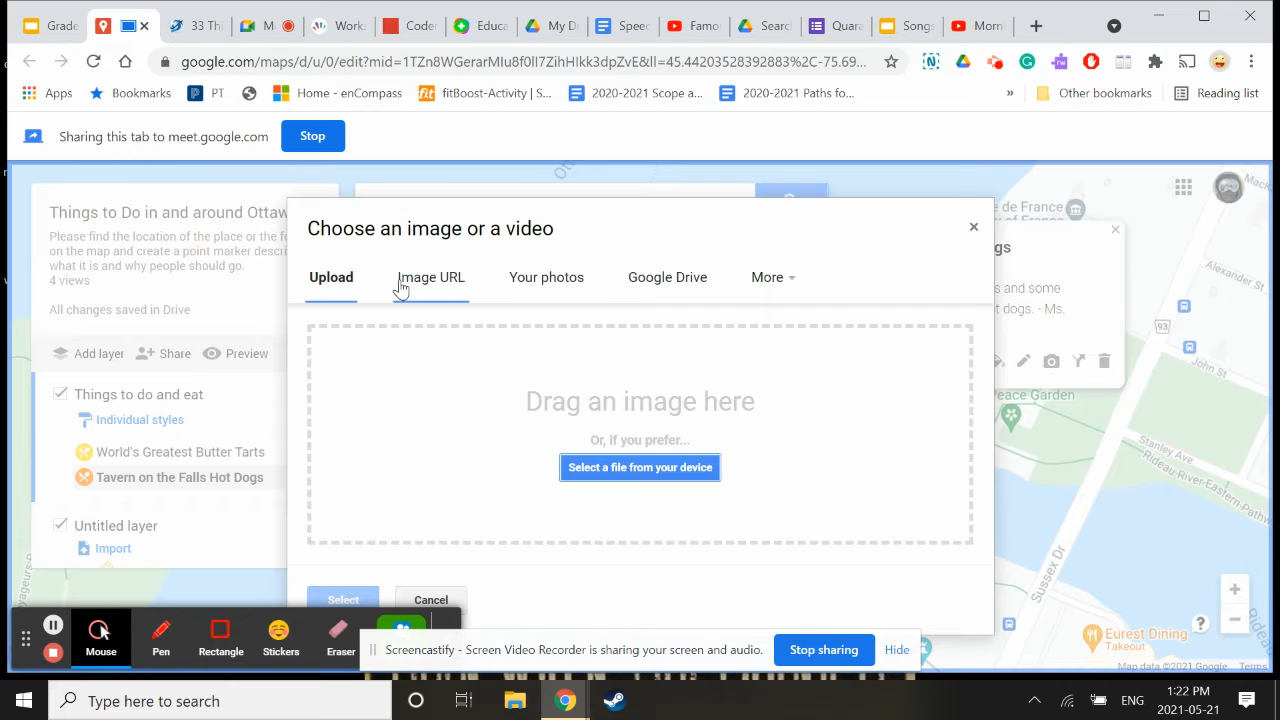 Grade
33 Th
M
Works
Code
Educa
My D
Speec
Famo
Searc
Quara
Songs
Morn
google.com/maps/d/u/0/edit?mid=
&ll=45.44203528392883%2C-75.69...
Apps
Bookmarks
PT
Home - enCompass
fitBoost-Activity | S...
2020-2021 Scope a...
2020-2021 Paths fo...
»
Other bookmarks
Reading list
Sharing this tab to meet.google.com
Stop
Things to Do in and around Ottaw
Please find the location of the place or the fo
on the map and create a point marker descri
what it is and why people should go.
4 views
All changes saved in Drive
Add layer
Share
Preview
Things to do and eat
Individual styles
World's Greatest Butter Tarts
Tavern on the Falls Hot Dogs
Untitled layer
Import
Choose an image or a video
×
Upload
Image URL
Your photos
Google Drive
More
Drag an image here
Or, if you prefer...
Select a file from your device
Select
Cancel
gs
s and some
t dogs. - Ms.
e de France
y of France
Mack
Alexander St
93
John St
Peace Garden
Stanley Ave
Rideau-River-Eastern-Pathw
Sussex Dr
Eurest Dining
Takeout
Map data ©2021 Google
Terms
Mouse
Pen
Rectangle
Stickers
Eraser
Screencastify - Screen Video Recorder is sharing your screen and audio.
Stop sharing
Hide
Type here to search
ENG
1:22 PM
2021-05-21